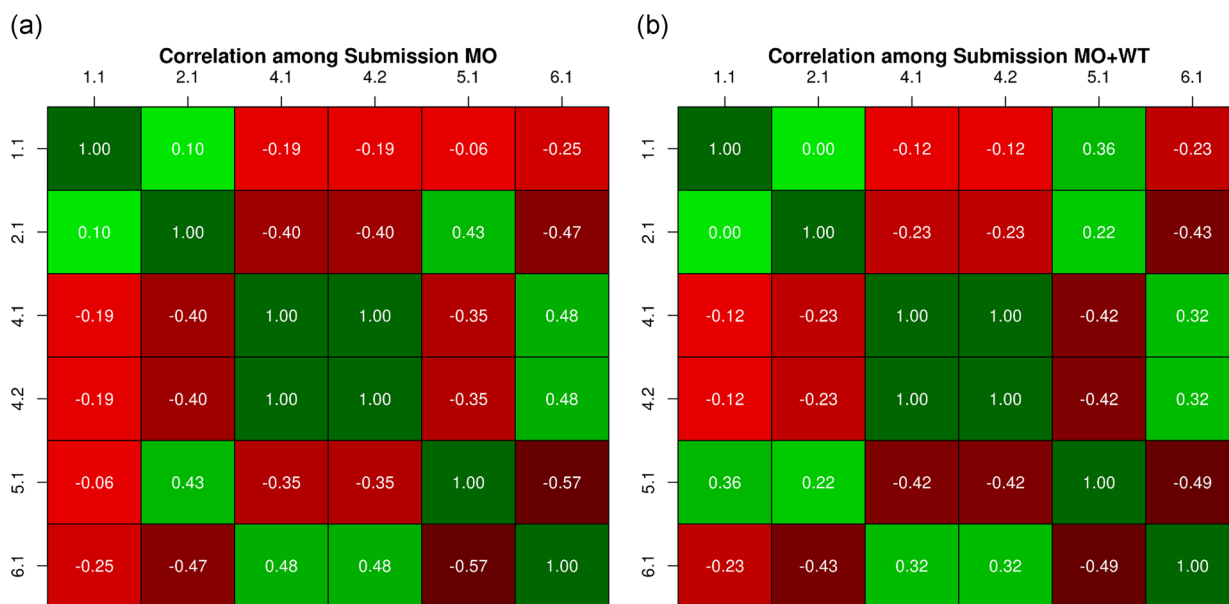 (a)
Correlation among Submission MO
1.1 2.1 4.1 4.2 5.1 6.1
1.1 1.00 0.10 -0.19 -0.19 -0.06 -0.25
2.1 0.10 1.00 -0.40 -0.40 0.43 -0.47
4.1 -0.19 -0.40 1.00 1.00 -0.35 0.48
4.2 -0.19 -0.40 1.00 1.00 -0.35 0.48
5.1 -0.06 0.43 -0.35 -0.35 1.00 -0.57
6.1 -0.25 -0.47 0.48 0.48 -0.57 1.00
(b)
Correlation among Submission MO+WT
1.1 2.1 4.1 4.2 5.1 6.1
1.1 1.00 0.00 -0.12 -0.12 0.36 -0.23
2.1 0.00 1.00 -0.23 -0.23 0.22 -0.43
4.1 -0.12 -0.23 1.00 1.00 -0.42 0.32
4.2 -0.12 -0.23 1.00 1.00 -0.42 0.32
5.1 0.36 0.22 -0.42 -0.42 1.00 -0.49
6.1 -0.23 -0.43 0.32 0.32 -0.49 1.00